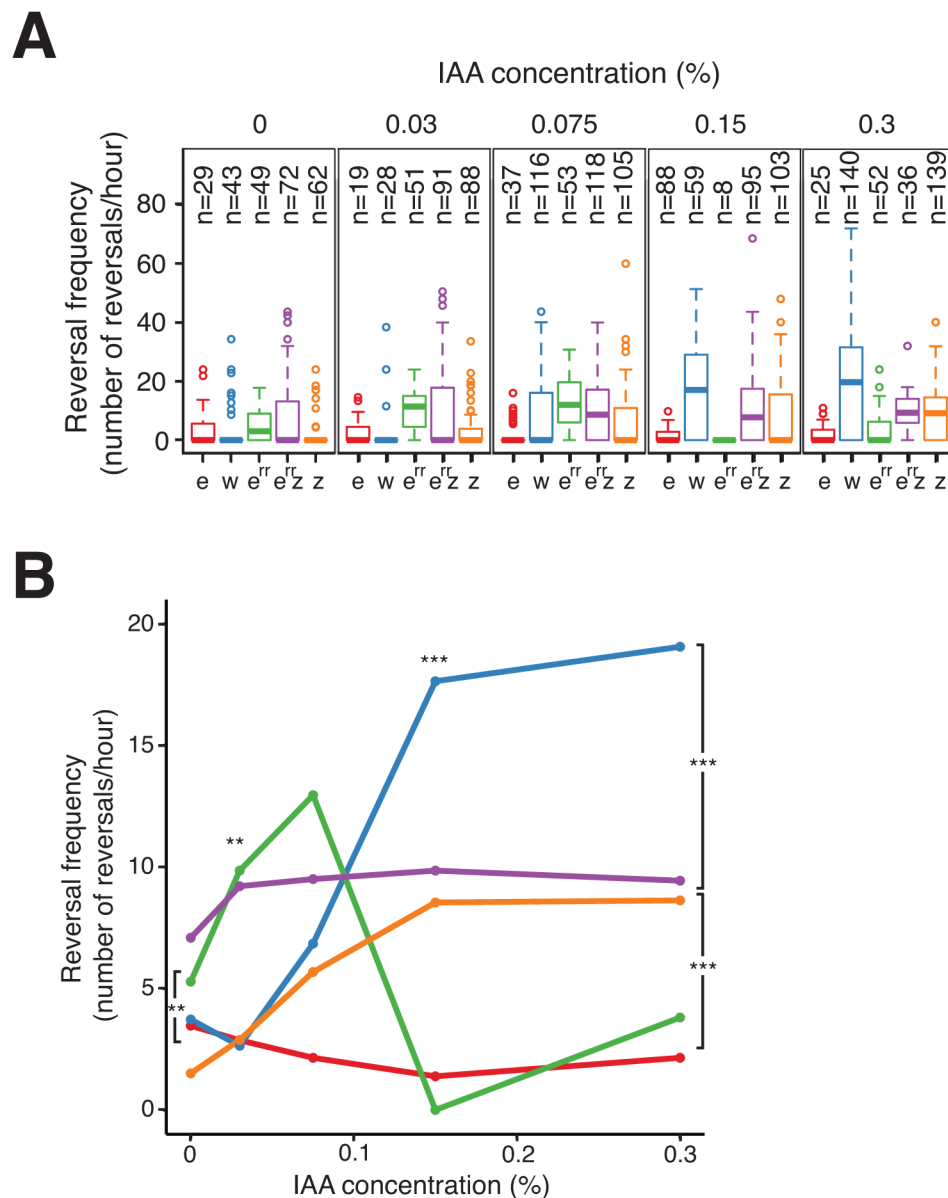 A
IAA concentration (%)
0 0.03 0.075 0.15 0.3
Reversal frequency
(number of reversals/hour)
80
60
40
20
0
n=29 n=43 n=49 n=72 n=62
n=19 n=28 n=51 n=91 n=88
n=37 n=116 n=53 n=118 n=105
n=88 n=59 n=8 n=95 n=103
n=25 n=140 n=52 n=36 n=139
e w e^rr e^rr z z
e w e^rr e^rr z z
e w e^rr e^rr z z
e w e^rr e^rr z z
e w e^rr e^rr z z
B
Reversal frequency
(number of reversals/hour)
20
15
10
5
0
**
**
***
***
***
0 0.1 0.2 0.3
IAA concentration (%)